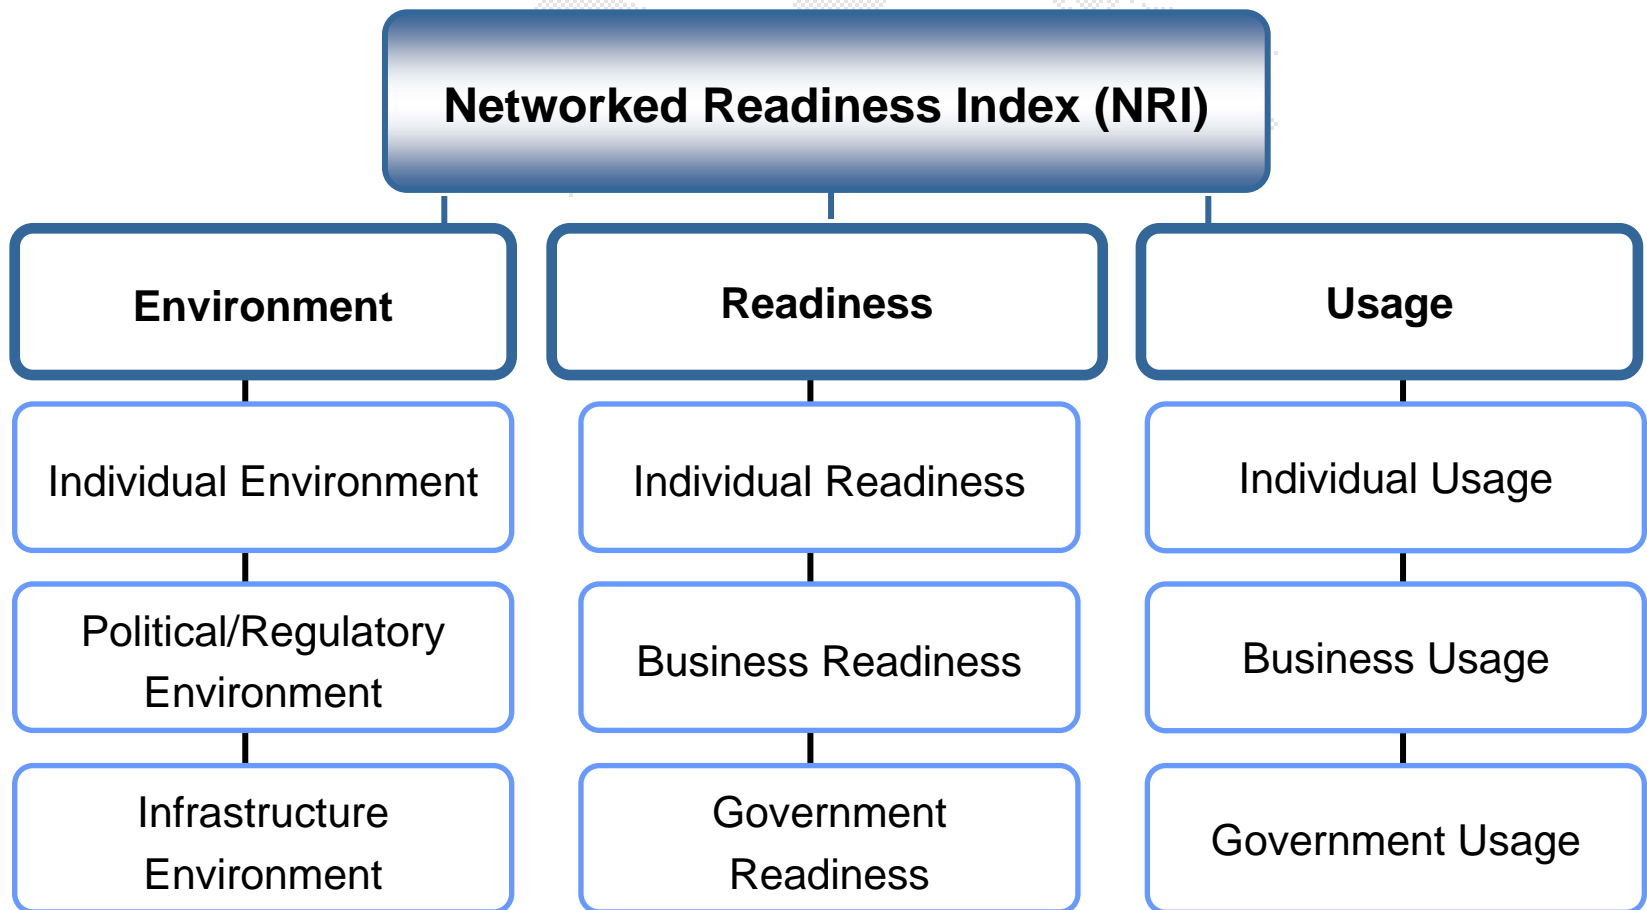 Networked Readiness Index (NRI)
Environment
Readiness
Usage
Individual Environment
Individual Readiness
Individual Usage
Political/Regulatory
Environment
Business Readiness
Business Usage
Infrastructure
Environment
Government
Readiness
Government Usage